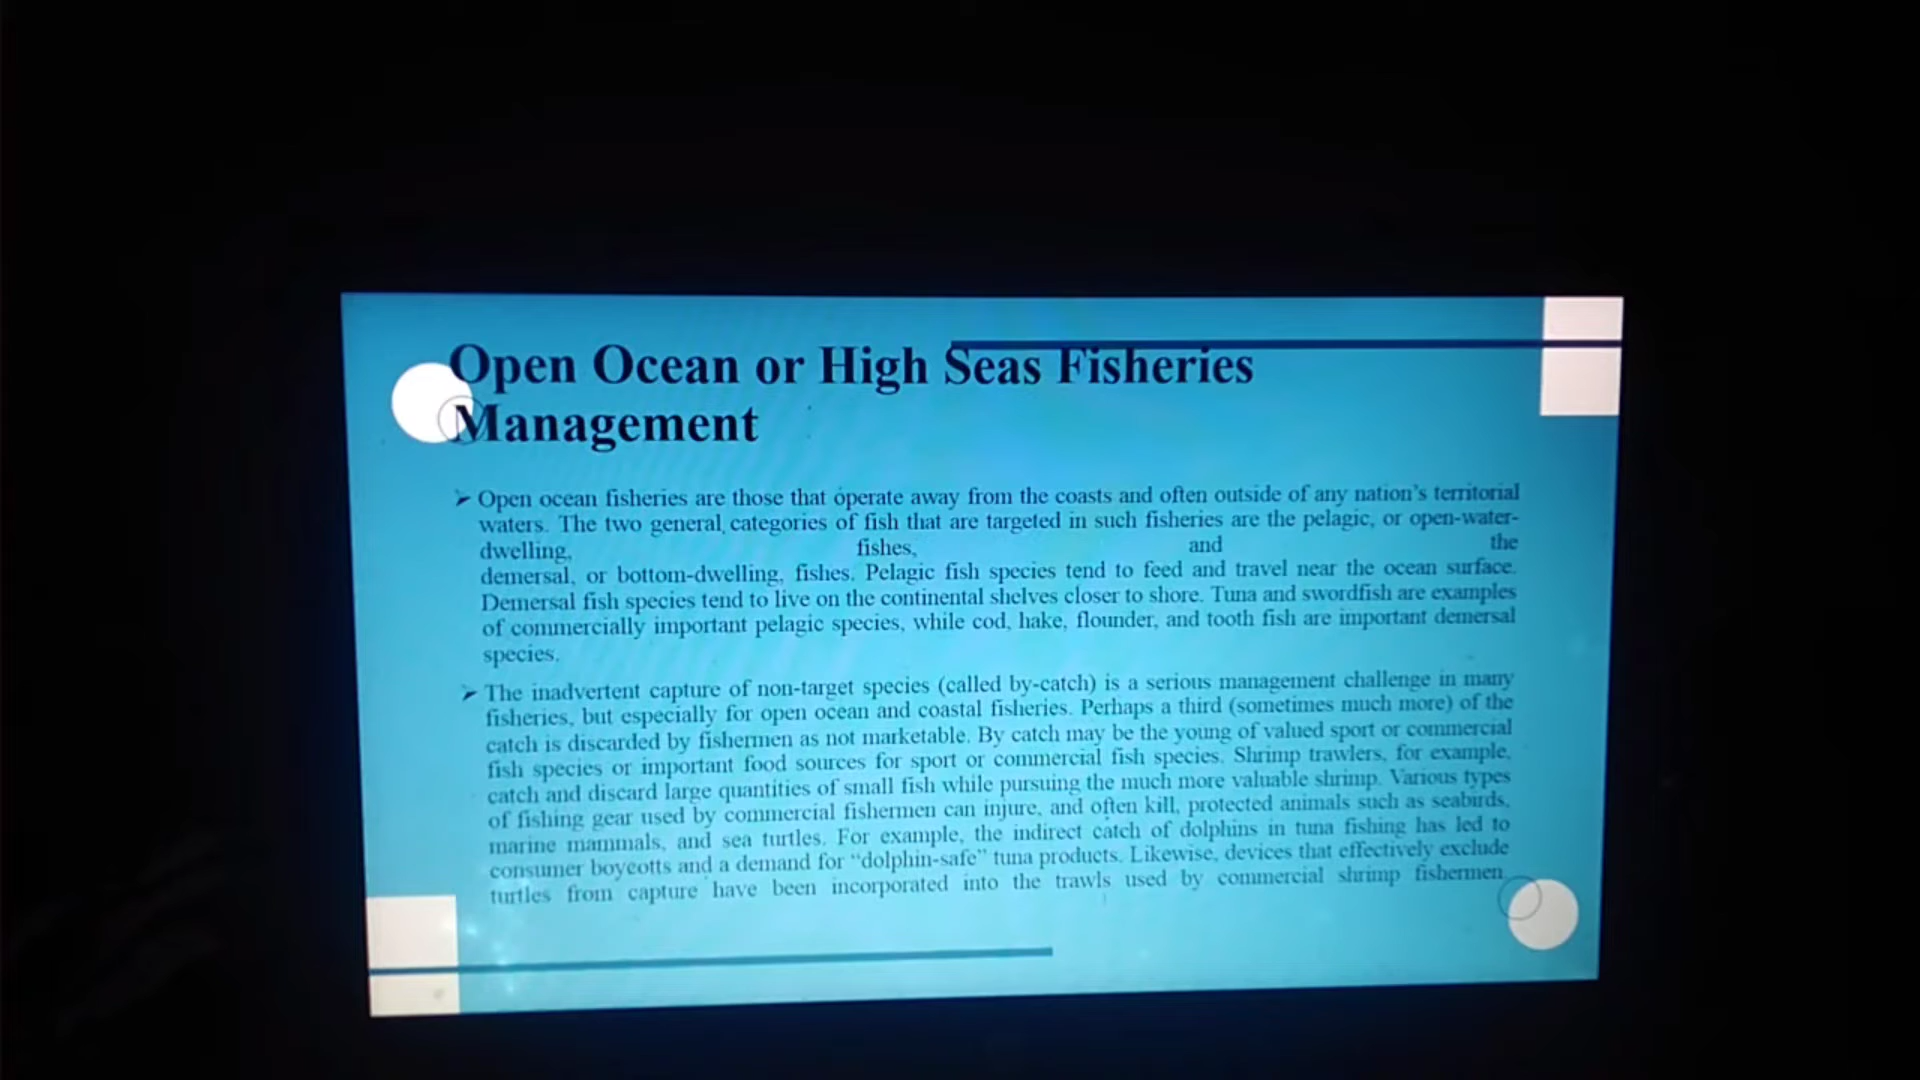 Open Ocean or High Seas Fisheries
Management
➢ Open ocean fisheries are those that operate away from the coasts and often outside of any nation's territorial
waters. The two general categories of fish that are targeted in such fisheries are the pelagic, or open-water-
dwelling, fishes, and the
demersal, or bottom-dwelling, fishes. Pelagic fish species tend to feed and travel near the ocean surface.
Demersal fish species tend to live on the continental shelves closer to shore. Tuna and swordfish are examples
of commercially important pelagic species, while cod, hake, flounder, and tooth fish are important demersal
species.
➢ The inadvertent capture of non-target species (called by-catch) is a serious management challenge in many
fisheries, but especially for open ocean and coastal fisheries. Perhaps a third (sometimes much more) of the
catch is discarded by fishermen as not marketable. By catch may be the young of valued sport or commercial
fish species or important food sources for sport or commercial fish species. Shrimp trawlers, for example,
catch and discard large quantities of small fish while pursuing the much more valuable shrimp. Various types
of fishing gear used by commercial fishermen can injure, and often kill, protected animals such as seabirds,
marine mammals, and sea turtles. For example, the indirect catch of dolphins in tuna fishing has led to
consumer boycotts and a demand for "dolphin-safe" tuna products. Likewise, devices that effectively exclude
turtles from capture have been incorporated into the trawls used by commercial shrimp fishermen.